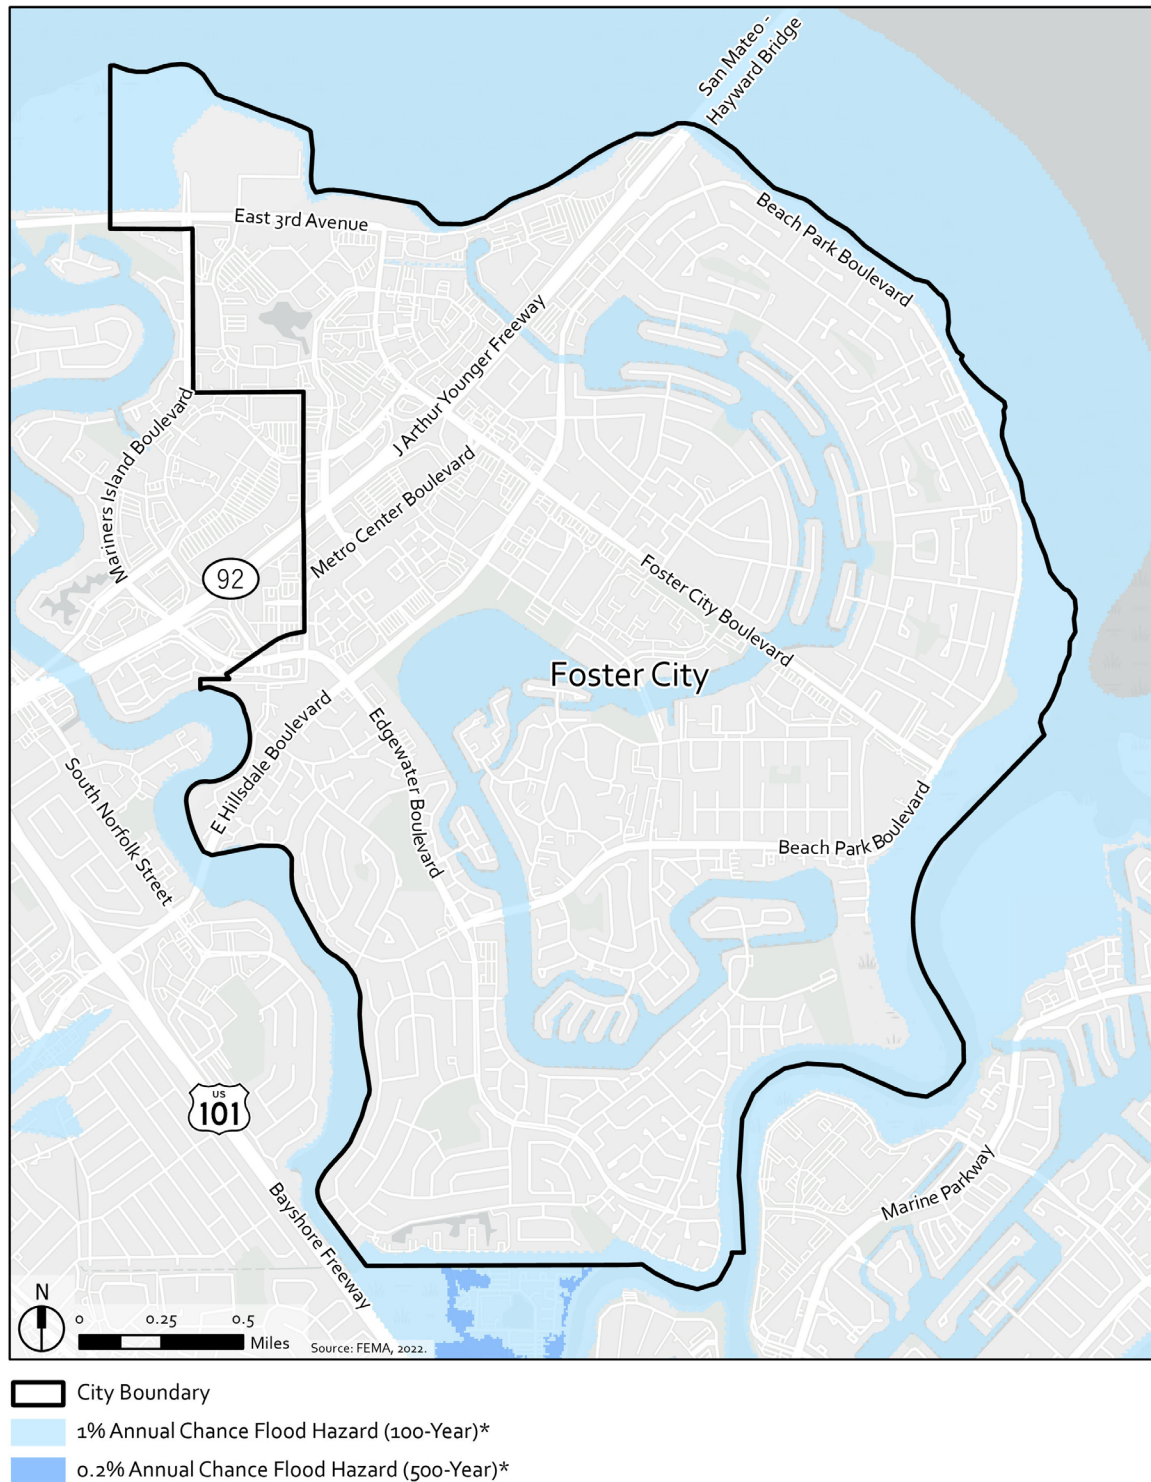 San Mateo -
Hayward Bridge
East 3rd Avenue
Beach Park Boulevard
J Arthur Younger Freeway
Mariners Island Boulevard
Metro Center Boulevard
92
Foster City Boulevard
Foster City
E Hillsdale Boulevard
Edgewater Boulevard
South Norfolk Street
Beach Park Boulevard
US
101
Marine Parkway
Bayshore Freeway
N
0 0.25 0.5
Miles
Source: FEMA, 2022.
City Boundary
1% Annual Chance Flood Hazard (100-Year)*
0.2% Annual Chance Flood Hazard (500-Year)*